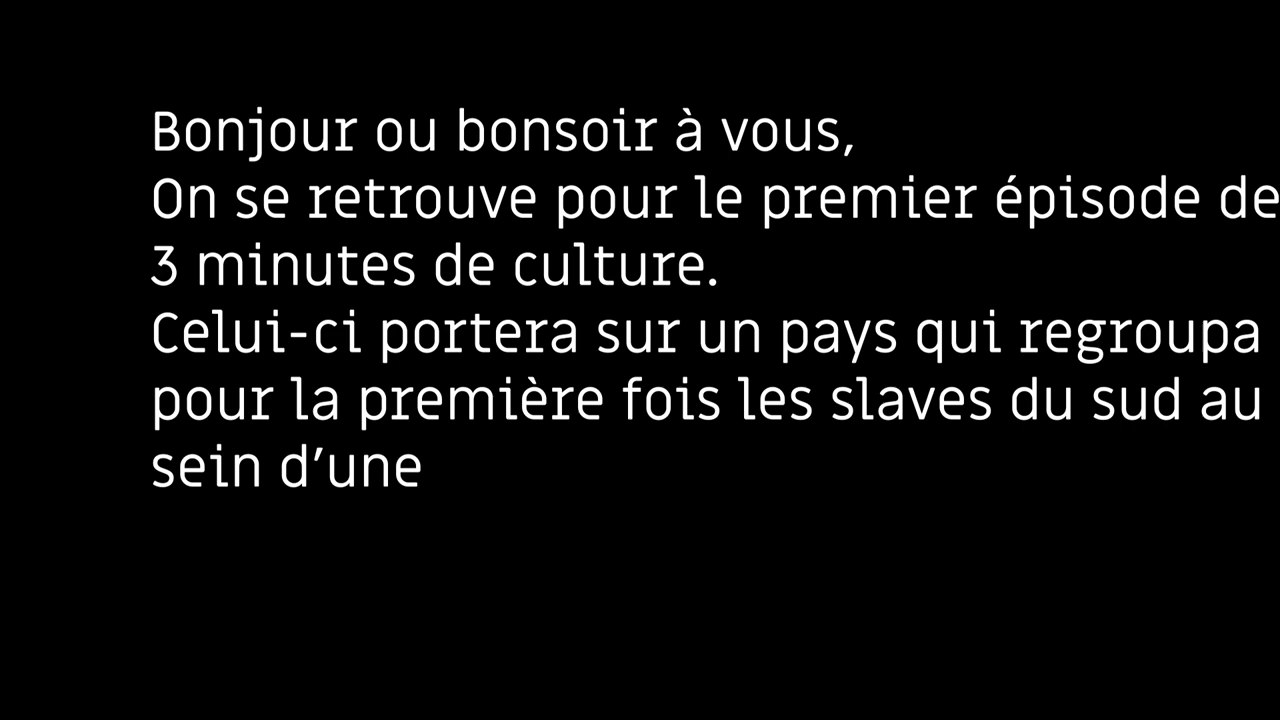 Bonjour ou bonsoir à vous,
On se retrouve pour le premier épisode de
3 minutes de culture.
Celui-ci portera sur un pays qui regroupa
pour la première fois les slaves du sud au
sein d’une